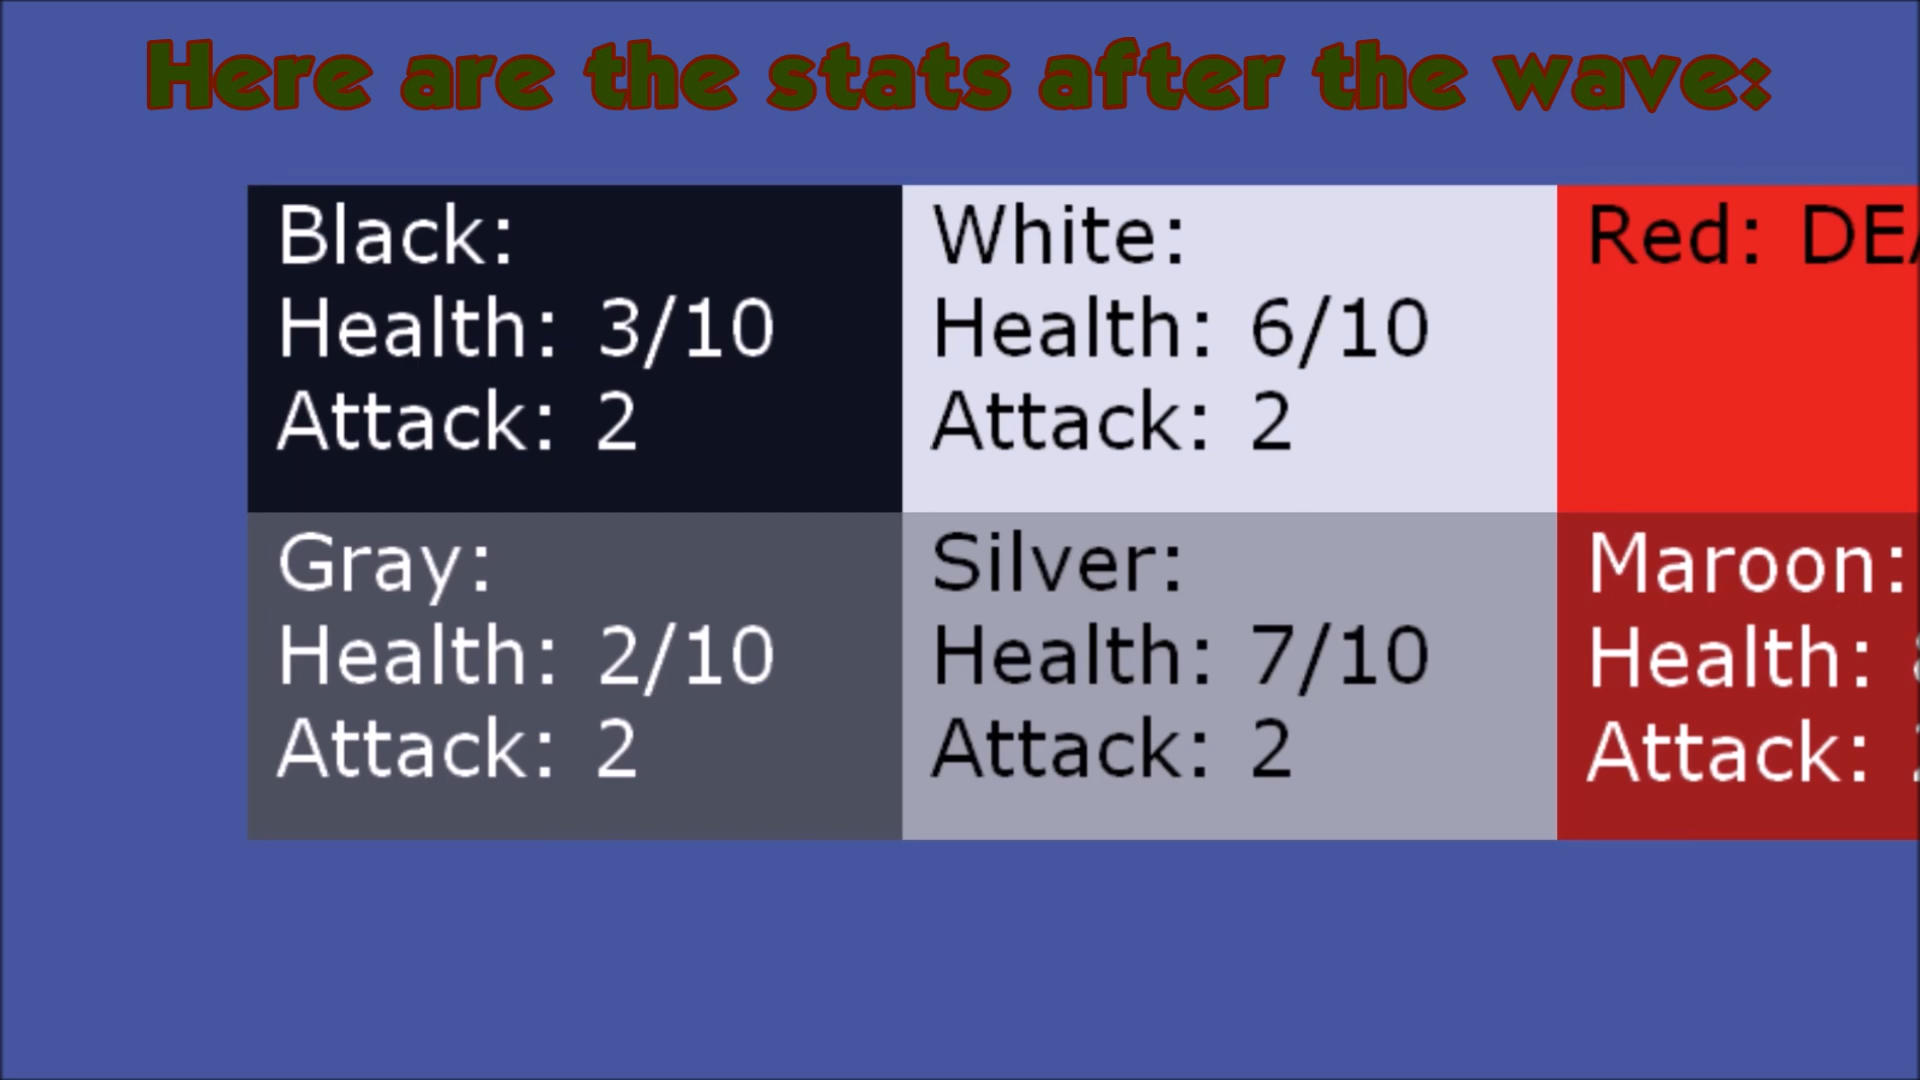 Here are the stats after the wave:
Black:
Health: 3/10
Attack: 2
White:
Health: 6/10
Attack: 2
Red:
Gray:
Health: 2/10
Attack: 2
Silver:
Health: 7/10
Attack: 2
Maroon:
Health:
Attack: